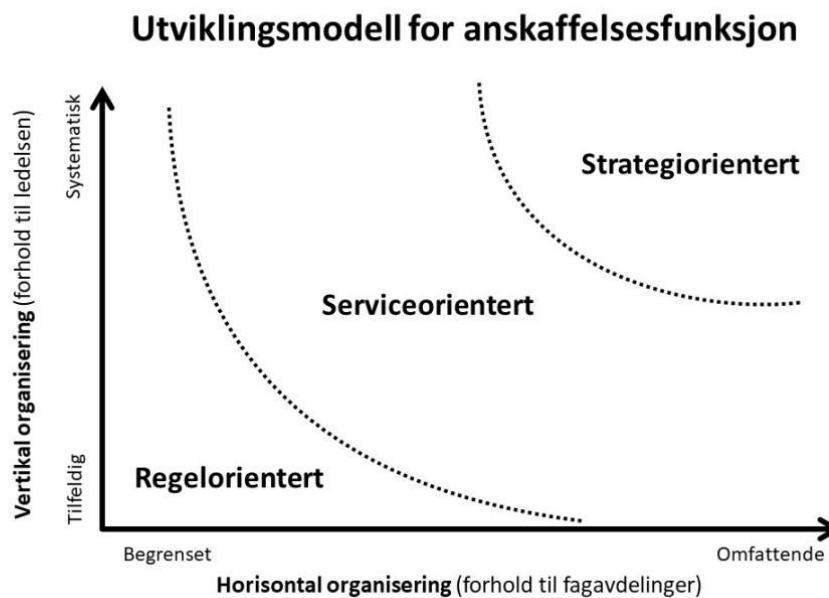 Utviklingsmodell for anskaffelsesfunksjon
Vertikal organisering (forhold til ledelsen)
Systematisk
Tilfeldig
Strategiorientert
Serviceorientert
Regelorientert
Begrenset
Omfattende
Horisontal organisering (forhold til fagavdelinger)